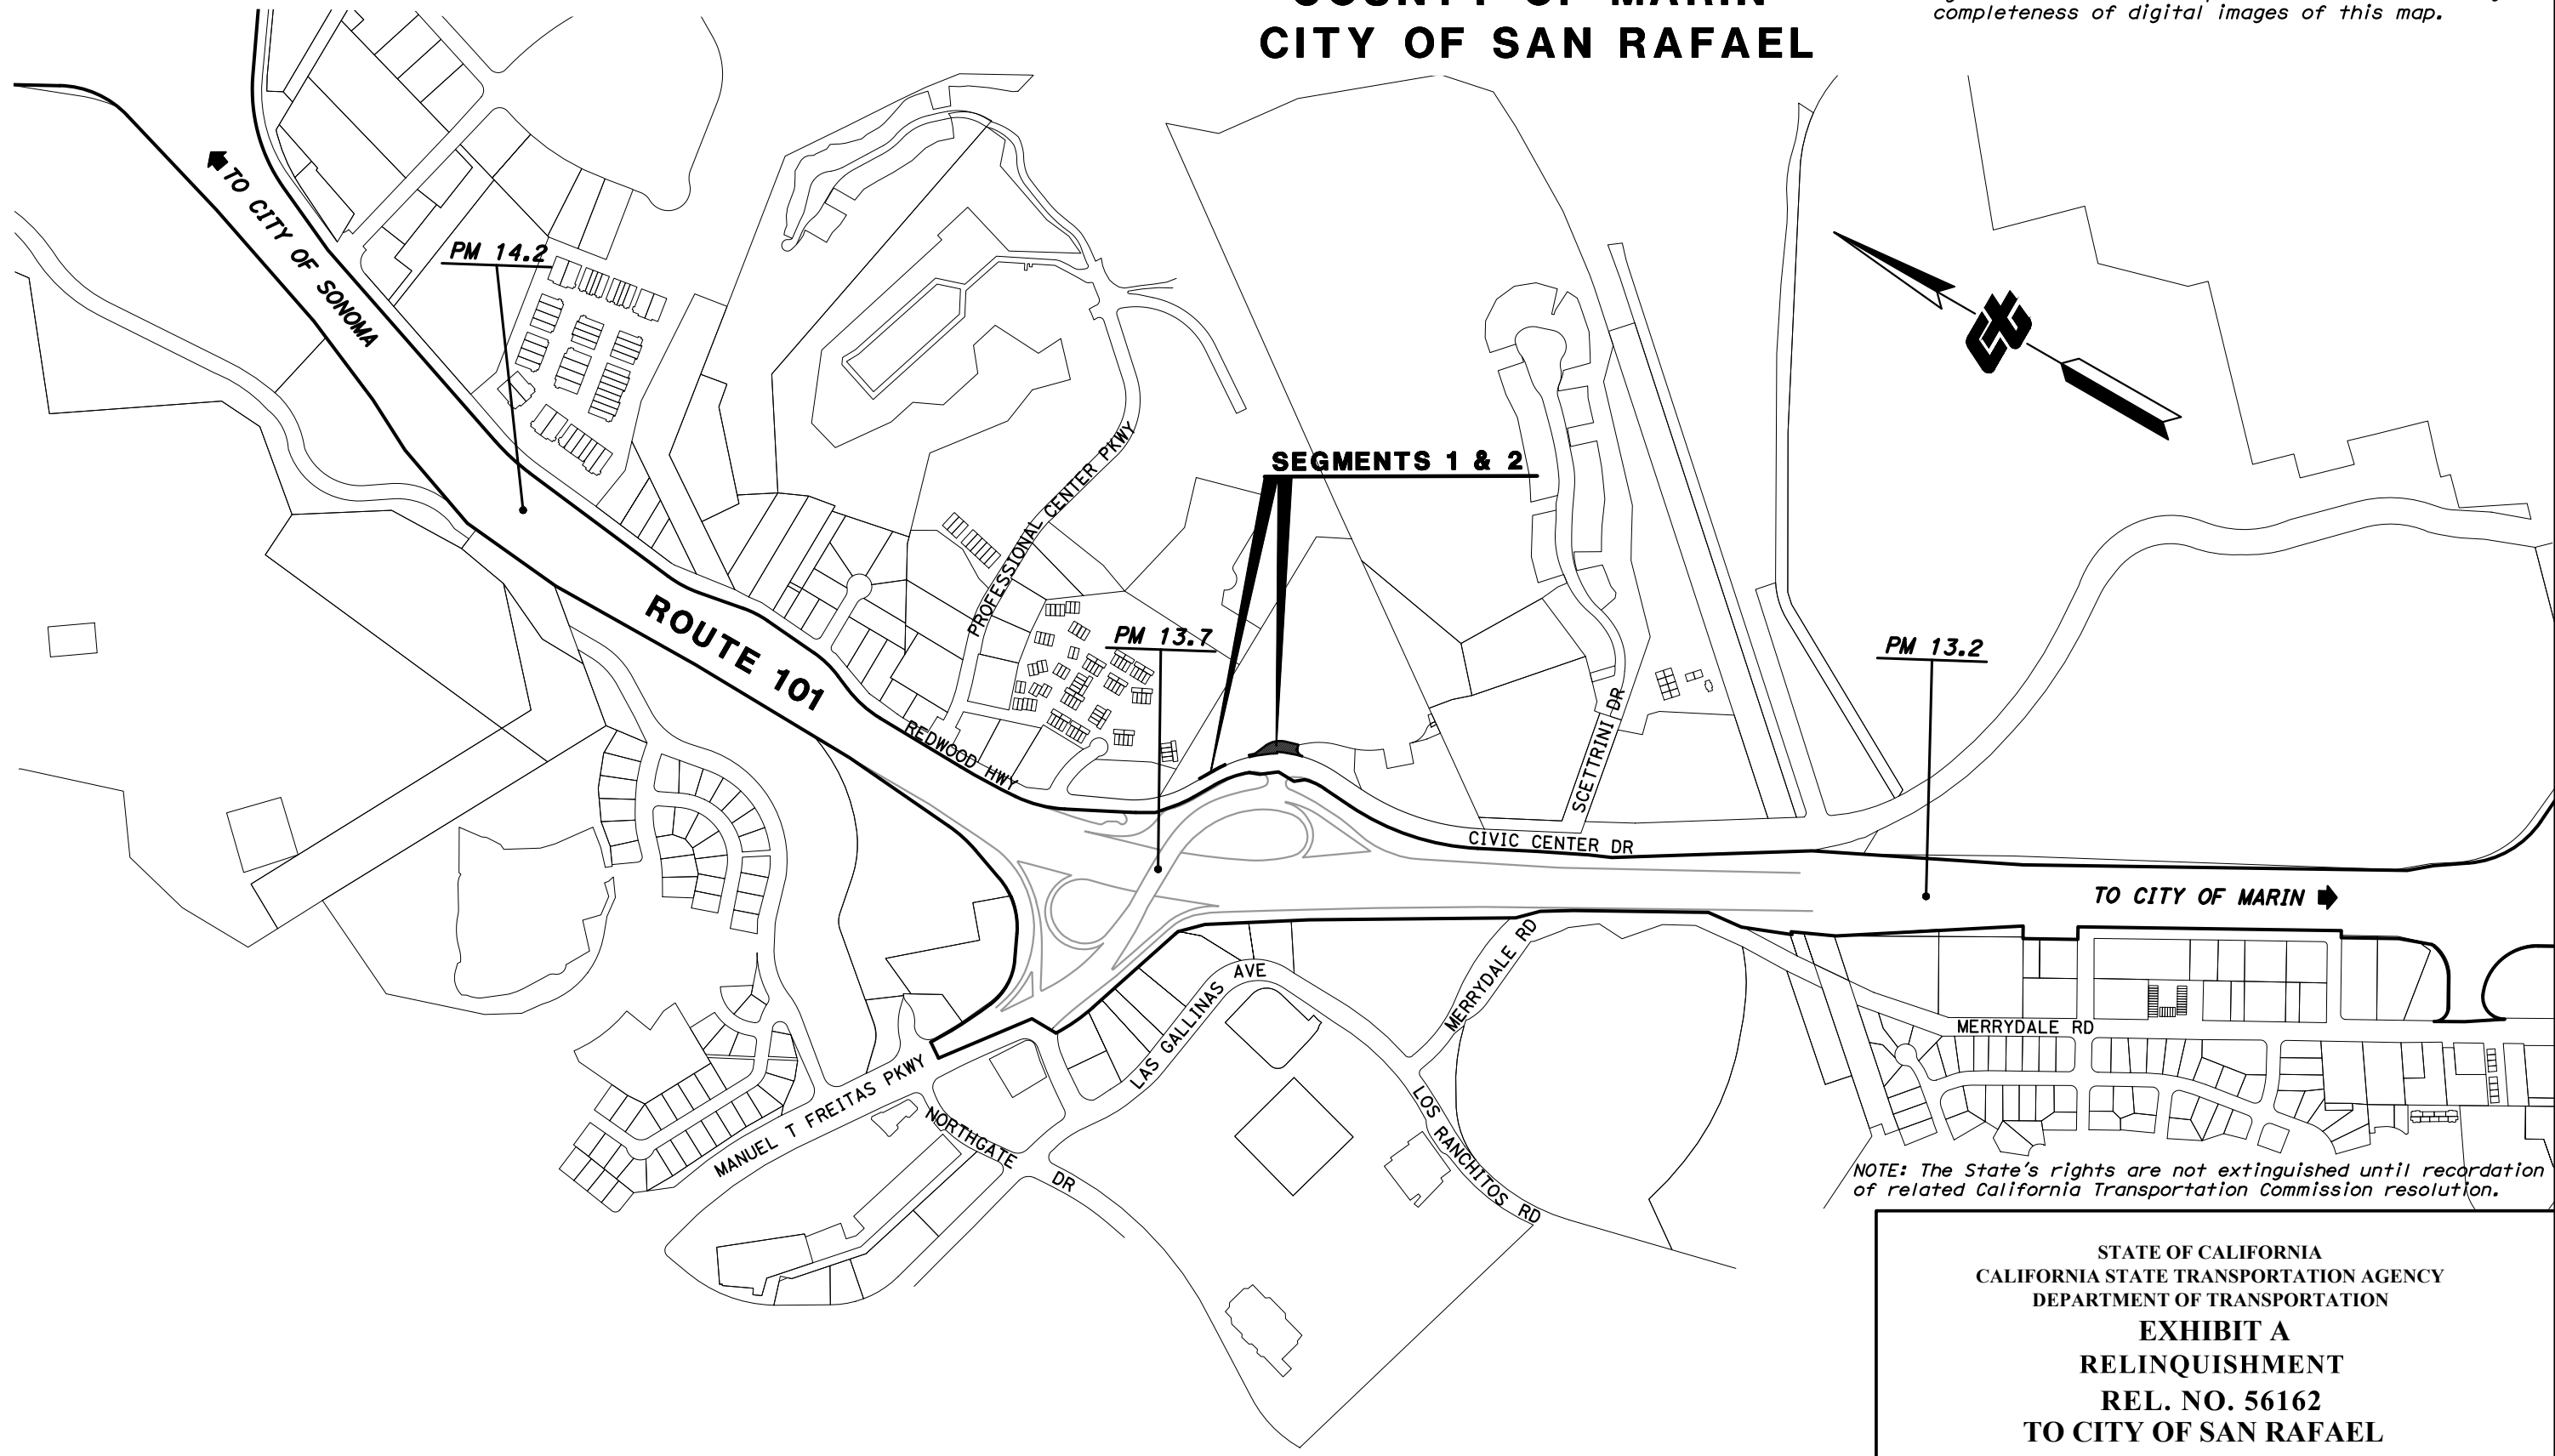 COUNTY OF MARIN
CITY OF SAN RAFAEL
completeness of digital images of this map.
TO CITY OF SONOMA
PM 14.2
SEGMENTS 1 & 2
PROFESSIONAL CENTER PKWY
ROUTE 101
PM 13.7
PM 13.2
REDWOOD HWY
SCETTRINI DR
CIVIC CENTER DR
TO CITY OF MARIN
MERRYDALE RD
LAS GALLINAS AVE
MERRYDALE RD
MANUEL T FREITAS PKWY
NORTHGATE DR
LOS RANCHITOS RD
NOTE: The State's rights are not extinguished until recordation
of related California Transportation Commission resolution.
STATE OF CALIFORNIA
CALIFORNIA STATE TRANSPORTATION AGENCY
DEPARTMENT OF TRANSPORTATION
EXHIBIT A
RELINQUISHMENT
REL. NO. 56162
TO CITY OF SAN RAFAEL